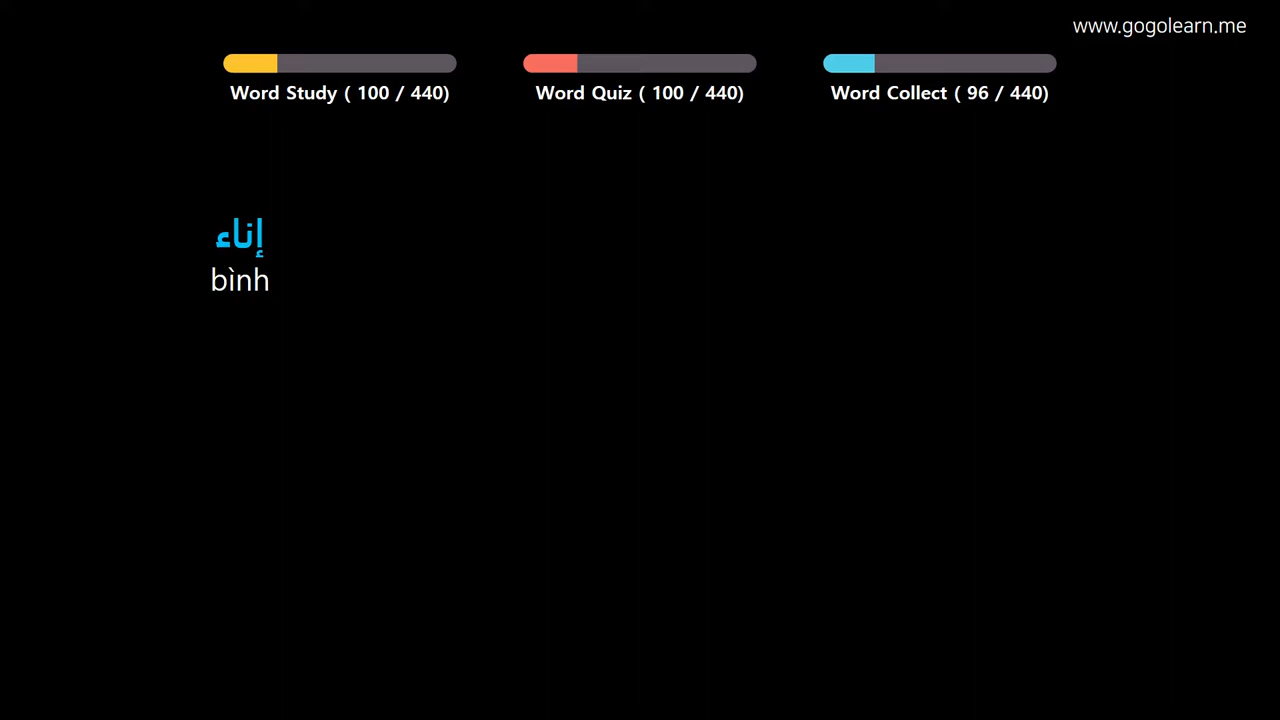 www.gogolearn.me
Word Study ( 100 / 440)
Word Quiz ( 100 / 440)
Word Collect ( 96 / 440)
إناء
bình